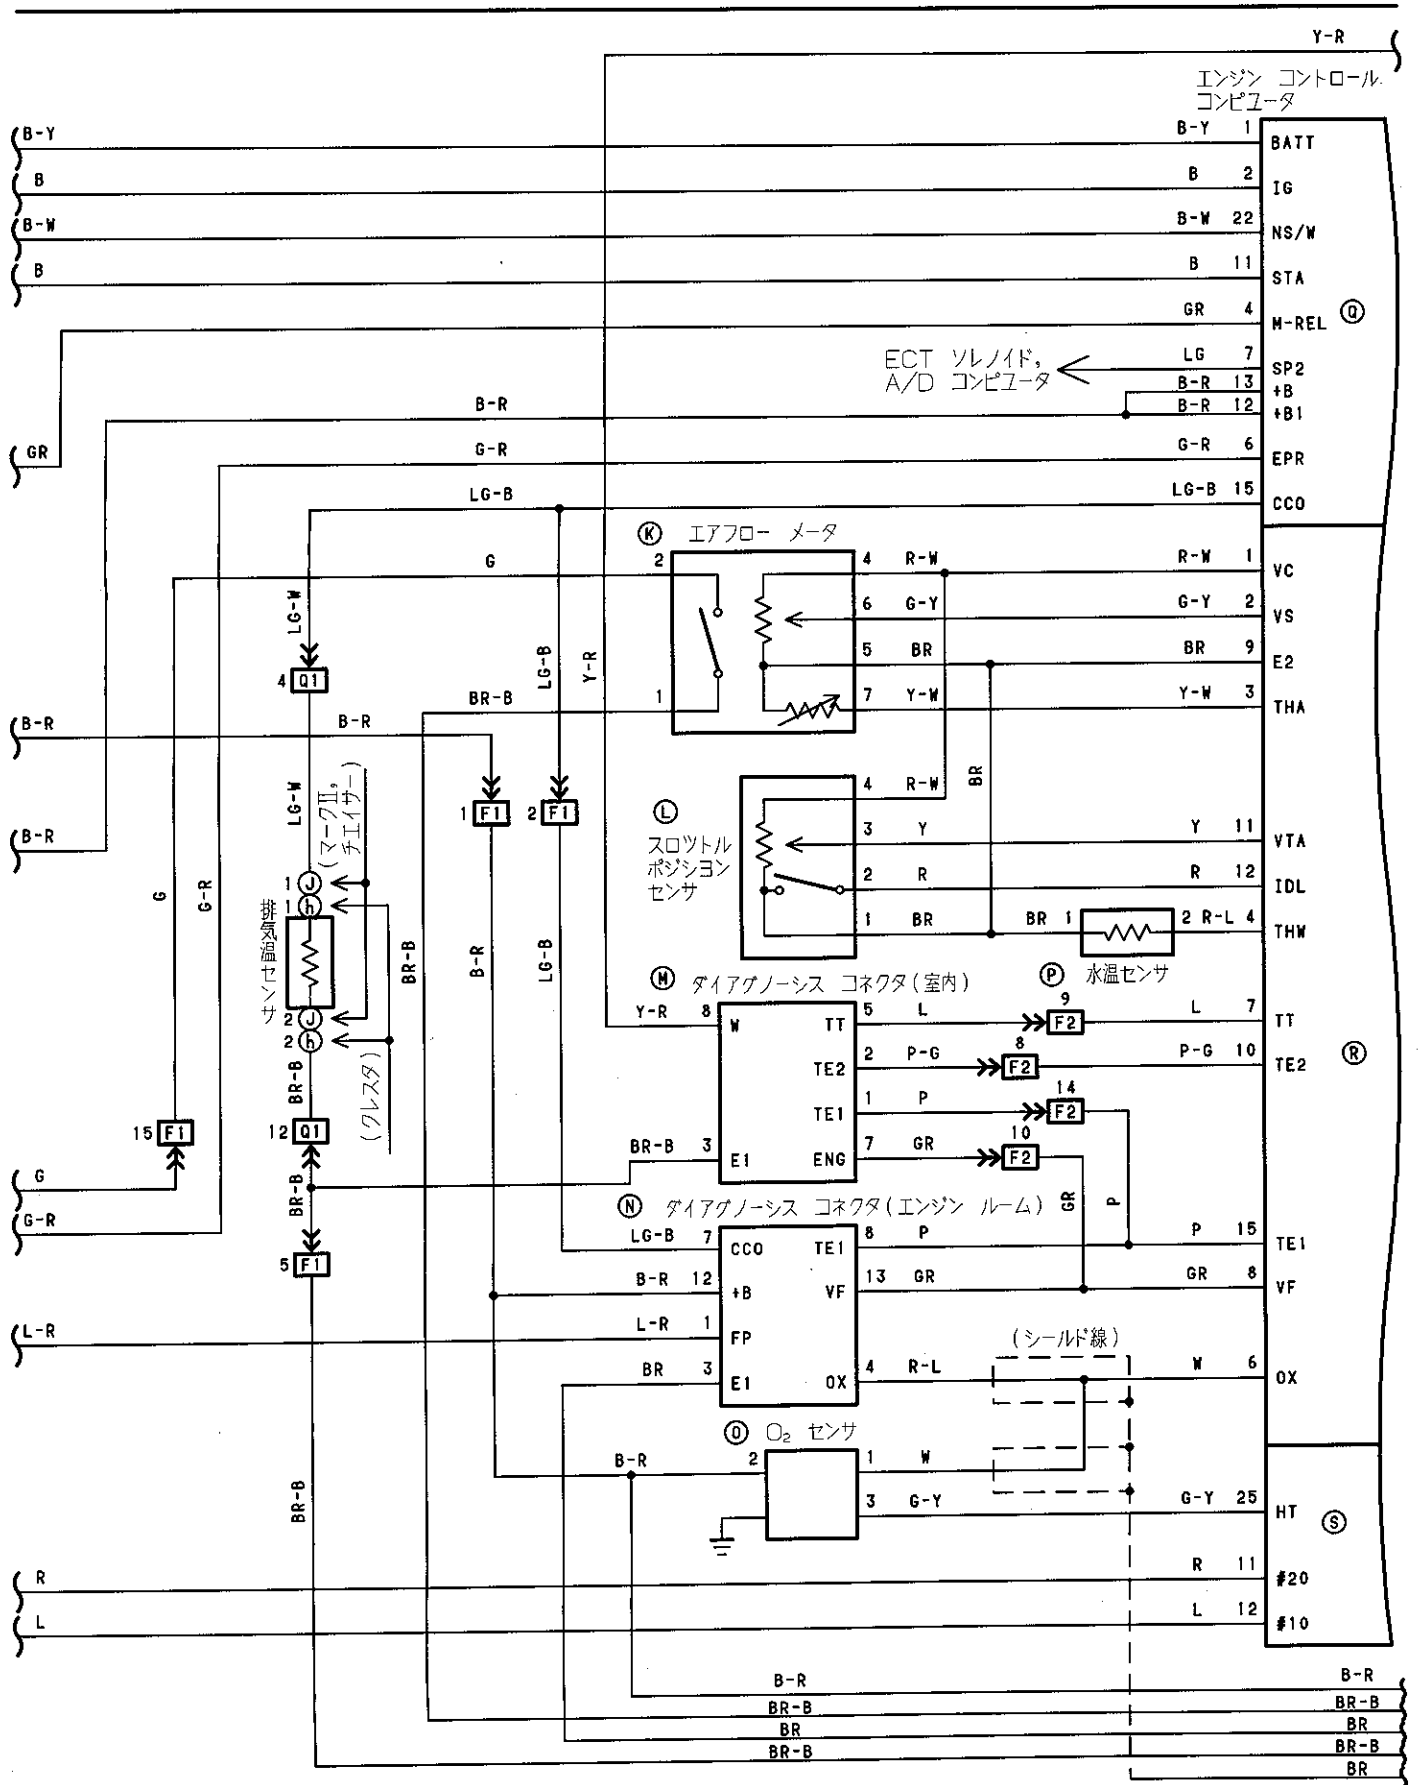 Y-R
エンジン コントロール
コンピユータ
B-Y
B-Y 1
BATT
B
B 2
IG
B-W
B-W 22
NS/W
B
B 11
STA
GR 4
M-REL
Q
ECT ソレノイド,
A/D コンピユータ
LG 7
SP2
B-R 13
+B
B-R
B-R 12
+B1
GR
G-R
G-R 6
EPR
LG-B
LG-B 15
CCO
K エアフロー メータ
G
2
4 R-W
R-W 1
VC
6 G-Y
G-Y 2
VS
5 BR
BR 9
E2
BR-B
1
7 Y-W
Y-W 3
THA
LG-W
LG-B
Y-R
4 Q1
B-R
B-R
LG-W
(マークII,
チエイサー)
1 F1
2 F1
BR
L
スロツトル
ポジシヨン
センサ
4 R-W
3 Y
Y 11
VTA
2 R
R 12
IDL
1 BR
BR 1
2 R-L 4
THW
P 水温センサ
B-R
G
G-R
1 J
1 h
排気温センサ
2 J
2 h
BR-B
B-R
LG-B
BR-B
(クレスタ)
M ダイアグノーシス コネクタ(室内)
Y-R 8
W
TT
5 L
9
F2
L 7
TT
TE2
2 P-G
8
F2
P-G 10
TE2
R
TE1
1 P
14
F2
BR-B 3
E1
ENG
7 GR
10
F2
15 F1
12 Q1
G
BR-B
GR
P
G-R
5 F1
N ダイアグノーシス コネクタ(エンジン ルーム)
LG-B 7
CCO
TE1
8 P
P 15
TE1
B-R 12
+B
VF
13 GR
GR 8
VF
L-R
L-R 1
FP
(シールド線)
BR 3
E1
OX
4 R-L
W 6
OX
O O₂ センサ
B-R
2
1 W
BR-B
3 G-Y
G-Y 25
HT
S
R
R 11
#20
L
L 12
#10
B-R
B-R
BR-B
BR-B
BR
BR
BR-B
BR-B
BR